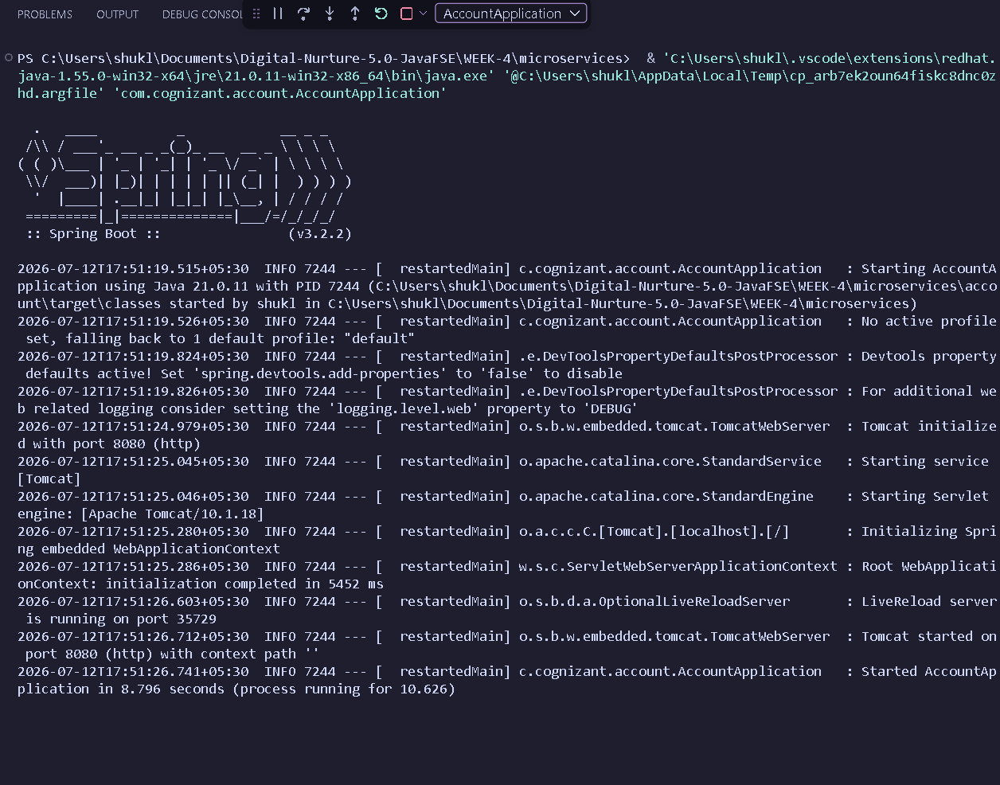 PROBLEMS OUTPUT DEBUG CONSOL AccountApplication
PS C:\Users\shukl\Documents\Digital-Nurture-5.0-JavaFSE\WEEK-4\microservices>  & 'C:\Users\shukl\.vscode\extensions\redhat.
java-1.55.0-win32-x64\jre\21.0.11-win32-x86_64\bin\java.exe' '@C:\Users\shukl\AppData\Local\Temp\cp_arb7ek2oun64fiskc8dnc0z
hd.argfile' 'com.cognizant.account.AccountApplication'
  .   ____          _            __ _ _
 /\\ / ___'_ __ _ _(_)_ __  __ _ \ \ \ \
( ( )\___ | '_ | '_| | '_ \/ _` | \ \ \ \
 \\/  ___)| |_)| | | | | || (_| |  ) ) ) )
  '  |____| .__|_| |_|_| |_\__, | / / / /
 =========|_|==============|___/=/_/_/_/
 :: Spring Boot ::                (v3.2.2)
2026-07-12T17:51:19.515+05:30  INFO 7244 --- [  restartedMain] c.cognizant.account.AccountApplication   : Starting AccountA
pplication using Java 21.0.11 with PID 7244 (C:\Users\shukl\Documents\Digital-Nurture-5.0-JavaFSE\WEEK-4\microservices\acco
unt\target\classes started by shukl in C:\Users\shukl\Documents\Digital-Nurture-5.0-JavaFSE\WEEK-4\microservices)
2026-07-12T17:51:19.526+05:30  INFO 7244 --- [  restartedMain] c.cognizant.account.AccountApplication   : No active profile
 set, falling back to 1 default profile: "default"
2026-07-12T17:51:19.824+05:30  INFO 7244 --- [  restartedMain] .e.DevToolsPropertyDefaultsPostProcessor : Devtools property
 defaults active! Set 'spring.devtools.add-properties' to 'false' to disable
2026-07-12T17:51:19.826+05:30  INFO 7244 --- [  restartedMain] .e.DevToolsPropertyDefaultsPostProcessor : For additional we
b related logging consider setting the 'logging.level.web' property to 'DEBUG'
2026-07-12T17:51:24.979+05:30  INFO 7244 --- [  restartedMain] o.s.b.w.embedded.tomcat.TomcatWebServer  : Tomcat initialize
d with port 8080 (http)
2026-07-12T17:51:25.045+05:30  INFO 7244 --- [  restartedMain] o.apache.catalina.core.StandardService   : Starting service
[Tomcat]
2026-07-12T17:51:25.046+05:30  INFO 7244 --- [  restartedMain] o.apache.catalina.core.StandardEngine    : Starting Servlet
engine: [Apache Tomcat/10.1.18]
2026-07-12T17:51:25.280+05:30  INFO 7244 --- [  restartedMain] o.a.c.c.C.[Tomcat].[localhost].[/]       : Initializing Spri
ng embedded WebApplicationContext
2026-07-12T17:51:25.286+05:30  INFO 7244 --- [  restartedMain] w.s.c.ServletWebServerApplicationContext : Root WebApplicati
onContext: initialization completed in 5452 ms
2026-07-12T17:51:26.603+05:30  INFO 7244 --- [  restartedMain] o.s.b.d.a.OptionalLiveReloadServer       : LiveReload server
 is running on port 35729
2026-07-12T17:51:26.712+05:30  INFO 7244 --- [  restartedMain] o.s.b.w.embedded.tomcat.TomcatWebServer  : Tomcat started on
 port 8080 (http) with context path ''
2026-07-12T17:51:26.741+05:30  INFO 7244 --- [  restartedMain] c.cognizant.account.AccountApplication   : Started AccountAp
plication in 8.796 seconds (process running for 10.626)